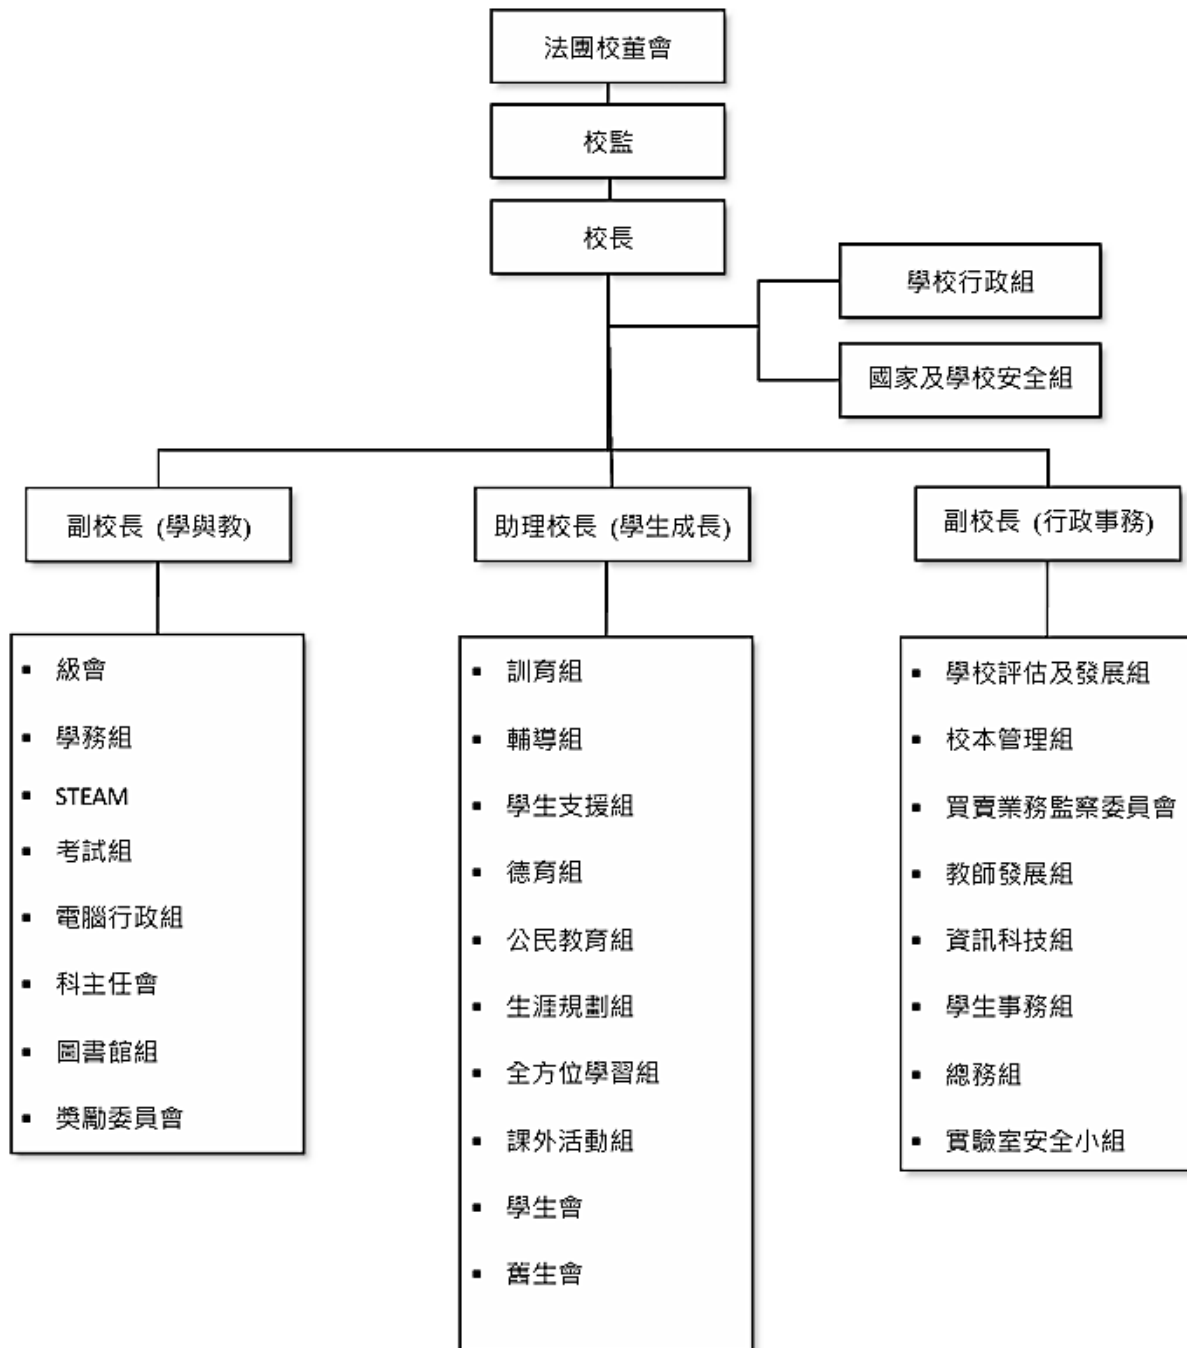 法團校董會
校監
校長
學校行政組
國家及學校安全組
副校長 (學與教)
助理校長 (學生成長)
副校長 (行政事務)
▪ 級會
▪ 學務組
▪ STEAM
▪ 考試組
▪ 電腦行政組
▪ 科主任會
▪ 圖書館組
▪ 獎勵委員會
▪ 訓育組
▪ 輔導組
▪ 學生支援組
▪ 德育組
▪ 公民教育組
▪ 生涯規劃組
▪ 全方位學習組
▪ 課外活動組
▪ 學生會
▪ 舊生會
▪ 學校評估及發展組
▪ 校本管理組
▪ 買賣業務監察委員會
▪ 教師發展組
▪ 資訊科技組
▪ 學生事務組
▪ 總務組
▪ 實驗室安全小組